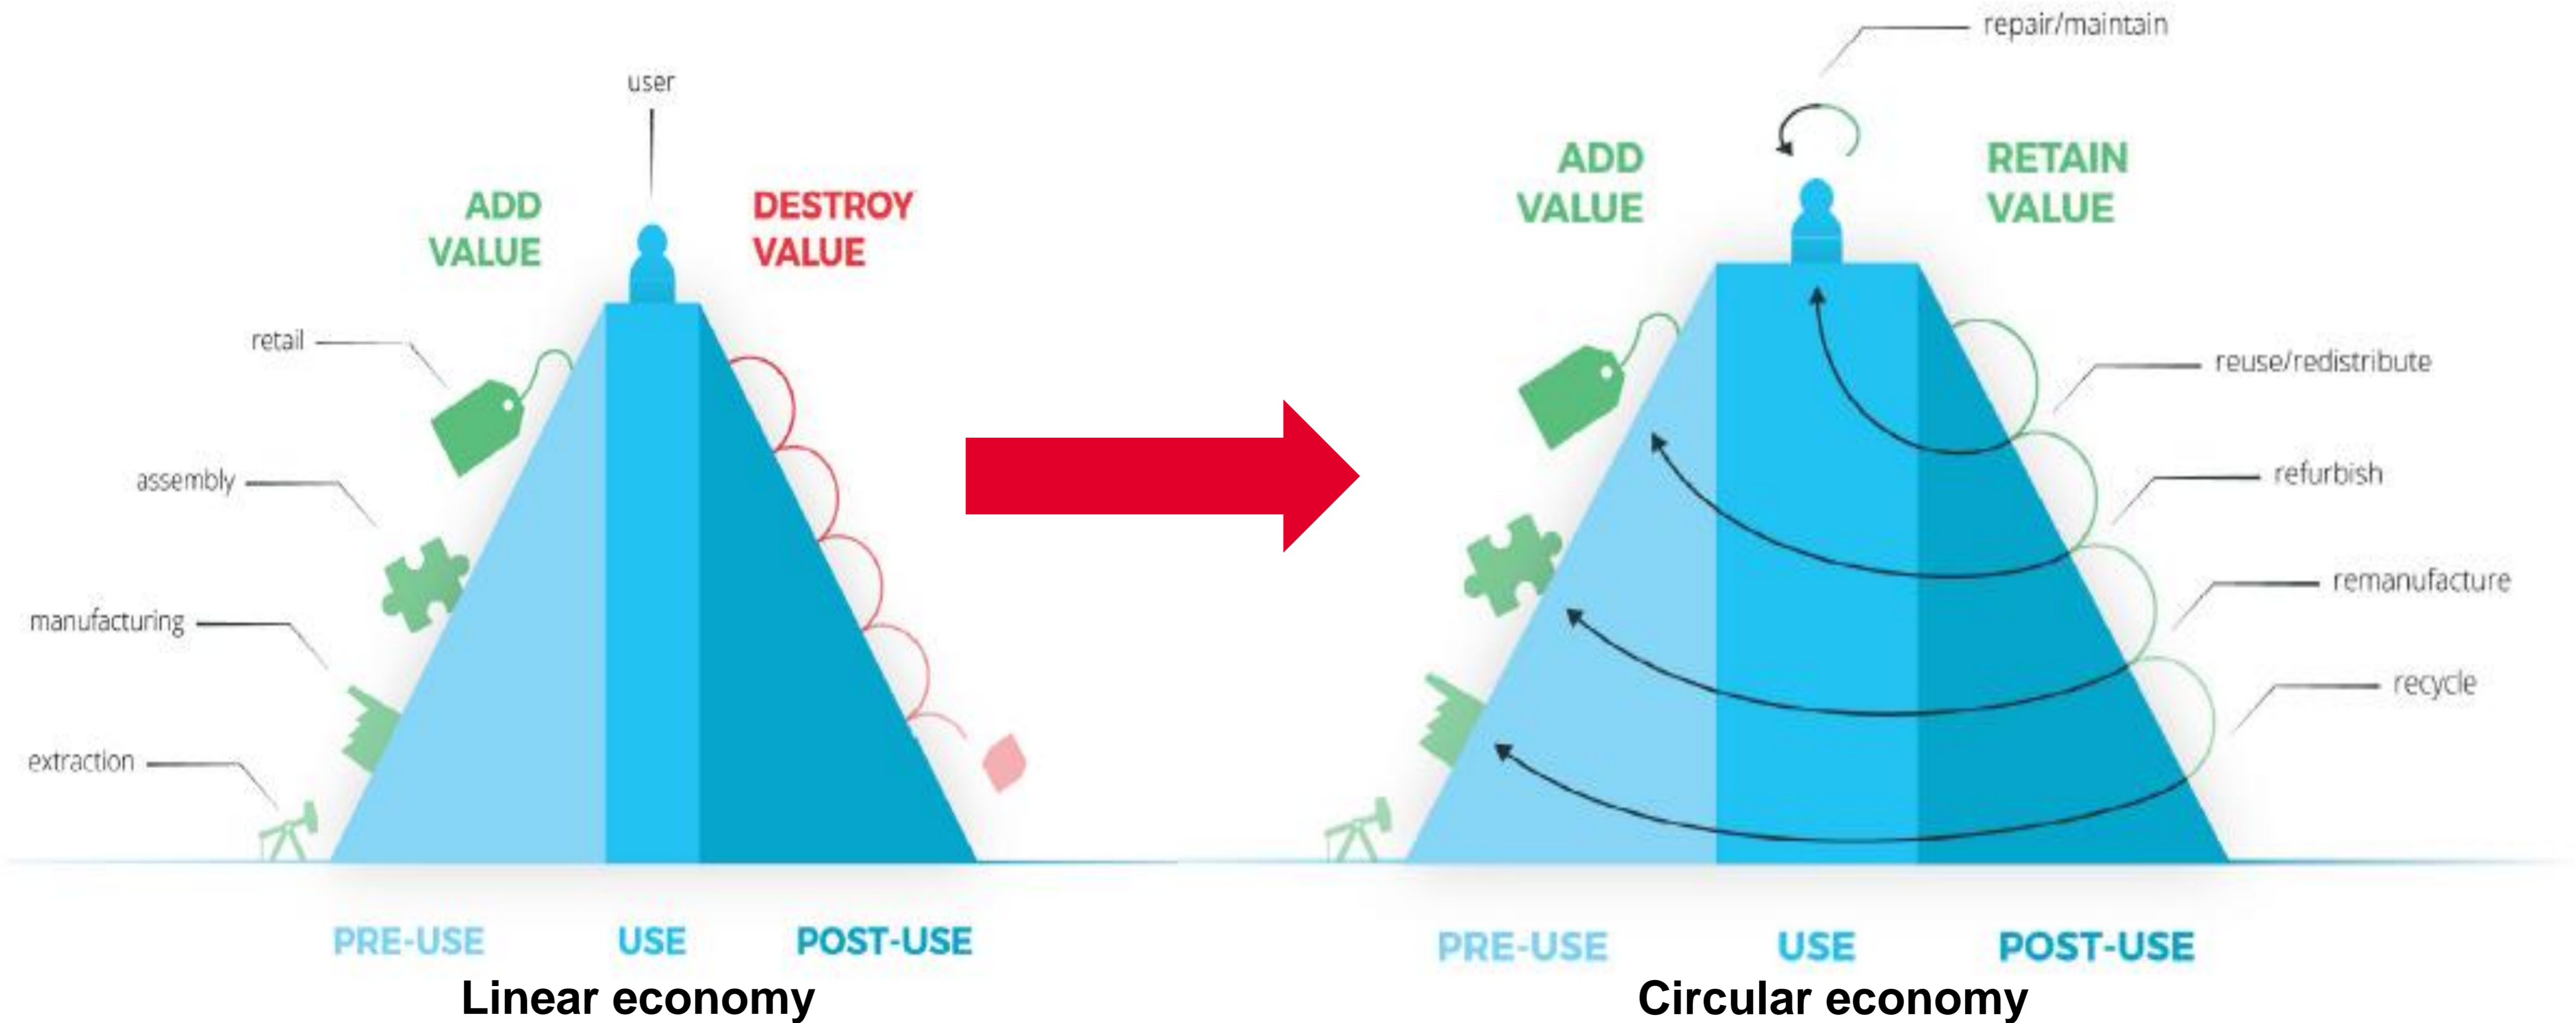 user
ADD
VALUE
DESTROY
VALUE
retail
assembly
manufacturing
extraction
PRE-USE
USE
POST-USE
Linear economy
repair/maintain
ADD
VALUE
RETAIN
VALUE
reuse/redistribute
refurbish
remanufacture
recycle
PRE-USE
USE
POST-USE
Circular economy